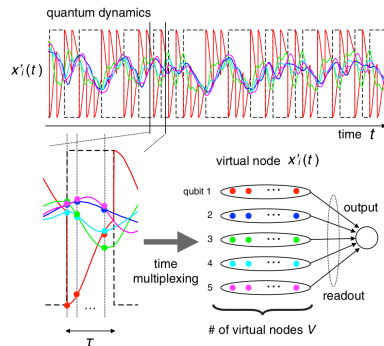 quantum dynamics
x'ᵢ(t)
time t
virtual node x'ᵢ(t)
qubit 1
2
3
4
5
...
...
...
...
...
...
output
time
multiplexing
readout
τ
# of virtual nodes V